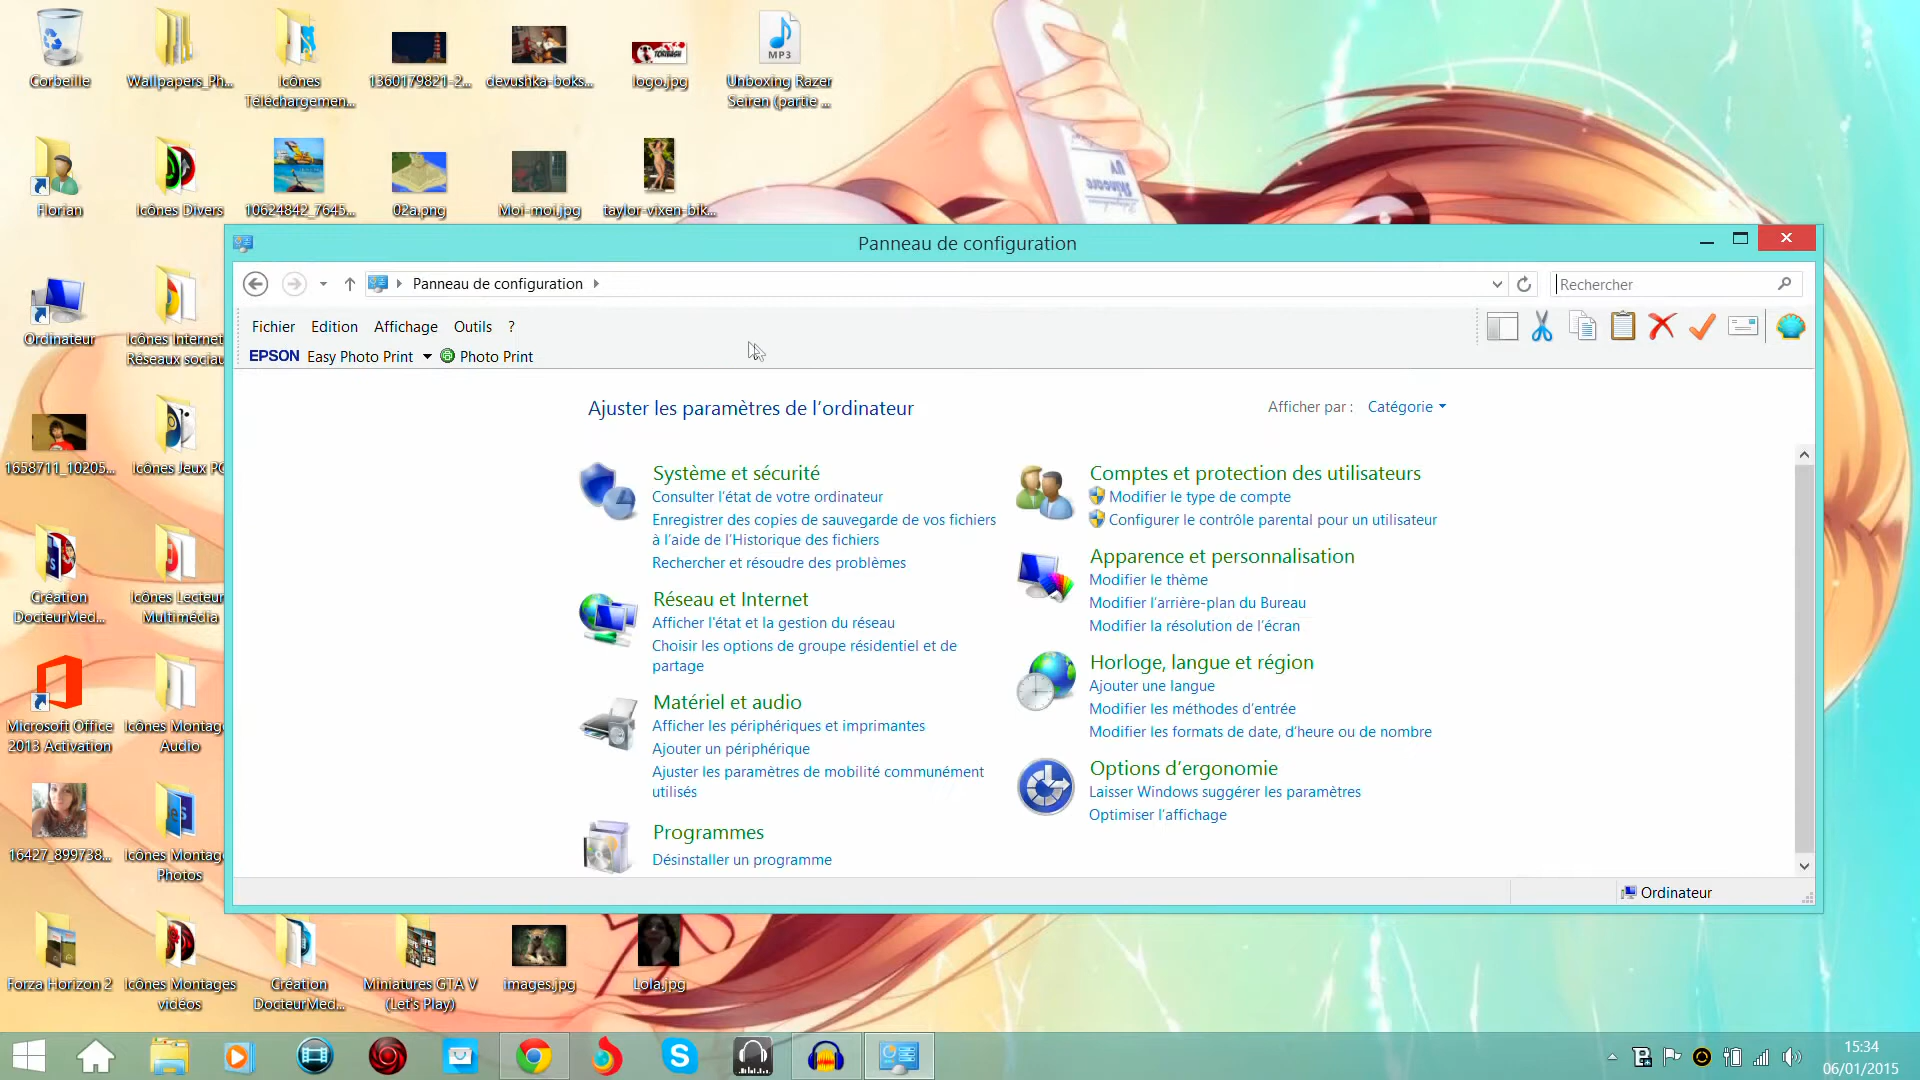 Corbeille
Wallpapers_Ph...
Icônes
Téléchargemen...
1360179821-2...
devushka-boks...
logo.jpg
MP3
Unboxing Razer
Seiren (partie ...
Florian
Icônes Divers
10624842_7645...
02a.png
Moi-moi.jpg
taylor-vixen-bik...
Panneau de configuration
Panneau de configuration
Rechercher
Fichier Edition Affichage Outils ?
EPSON Easy Photo Print Photo Print
Ordinateur
Icônes Internet
Réseaux sociau
Ajuster les paramètres de l'ordinateur
Afficher par : Catégorie
1658711_10205...
Icônes Jeux PC
Système et sécurité
Consulter l'état de votre ordinateur
Enregistrer des copies de sauvegarde de vos fichiers
à l'aide de l'Historique des fichiers
Rechercher et résoudre des problèmes
Réseau et Internet
Afficher l'état et la gestion du réseau
Choisir les options de groupe résidentiel et de
partage
Matériel et audio
Afficher les périphériques et imprimantes
Ajouter un périphérique
Ajuster les paramètres de mobilité communément
utilisés
Programmes
Désinstaller un programme
Comptes et protection des utilisateurs
Modifier le type de compte
Configurer le contrôle parental pour un utilisateur
Apparence et personnalisation
Modifier le thème
Modifier l'arrière-plan du Bureau
Modifier la résolution de l'écran
Horloge, langue et région
Ajouter une langue
Modifier les méthodes d'entrée
Modifier les formats de date, d'heure ou de nombre
Options d'ergonomie
Laisser Windows suggérer les paramètres
Optimiser l'affichage
Ordinateur
Création
DocteurMed...
Icônes Lecteur
Multimédia
Microsoft Office
2013 Activation
Icônes Montag
Audio
16427_899738...
Icônes Montag
Photos
Forza Horizon 2
Icônes Montages
vidéos
Création
DocteurMed...
Miniatures GTA V
(Let's Play)
images.jpg
Lola.jpg
15:34
06/01/2015